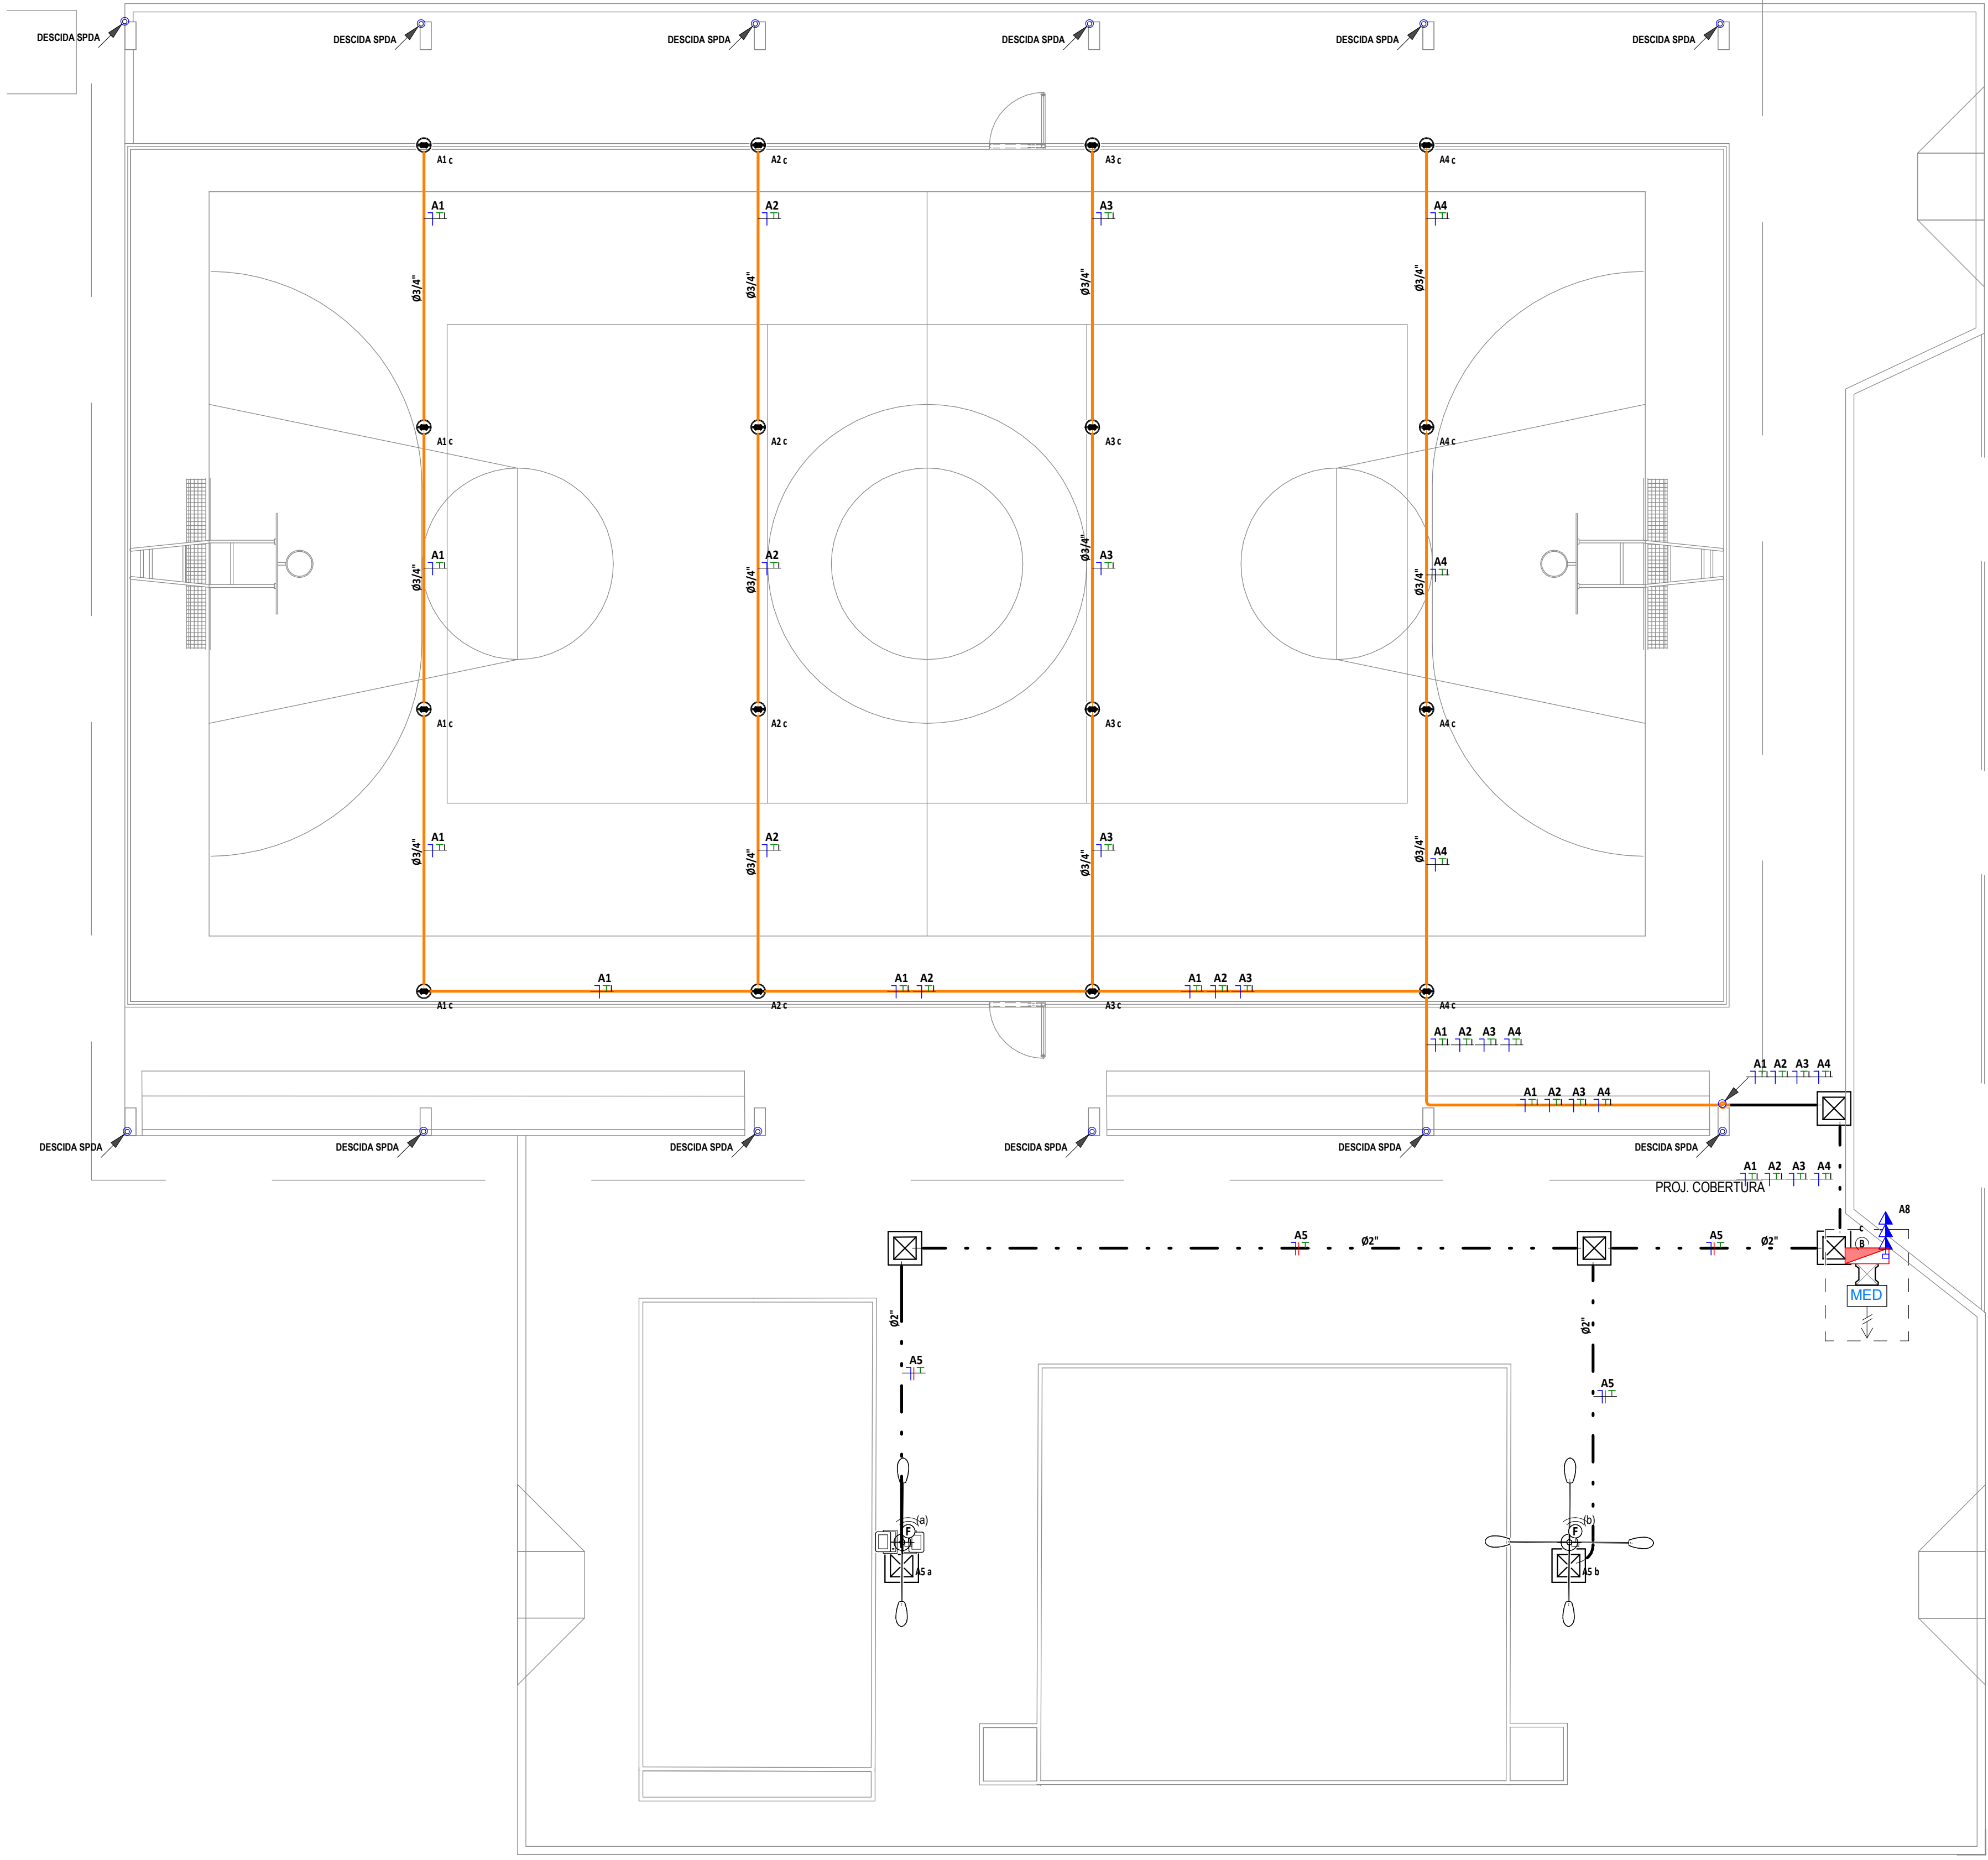 DESCIDA SPDA
DESCIDA SPDA
DESCIDA SPDA
DESCIDA SPDA
DESCIDA SPDA
DESCIDA SPDA
A1 c
A2 c
A3 c
A4 c
A1
A2
A3
A4
Ø3/4"
Ø3/4"
Ø3/4"
Ø3/4"
A1 c
A2 c
A3 c
A4 c
A1
A2
A3
A4
Ø3/4"
Ø3/4"
Ø3/4"
Ø3/4"
A1 c
A2 c
A3 c
A4 c
A1
A2
A3
A4
Ø3/4"
Ø3/4"
Ø3/4"
Ø3/4"
A1
A1 A2
A1 A2 A3
A1 c
A2 c
A3 c
A4 c
A1 A2 A3 A4
A1 A2 A3 A4
A1 A2 A3 A4
DESCIDA SPDA
DESCIDA SPDA
DESCIDA SPDA
DESCIDA SPDA
DESCIDA SPDA
DESCIDA SPDA
A1 A2 A3 A4
PROJ. COBERTURA
A8
A5
Ø2"
A5
Ø2"
c
B
MED
Ø2"
Ø2"
A5
A5
(a)
F
A5 a
(b)
F
A5 b